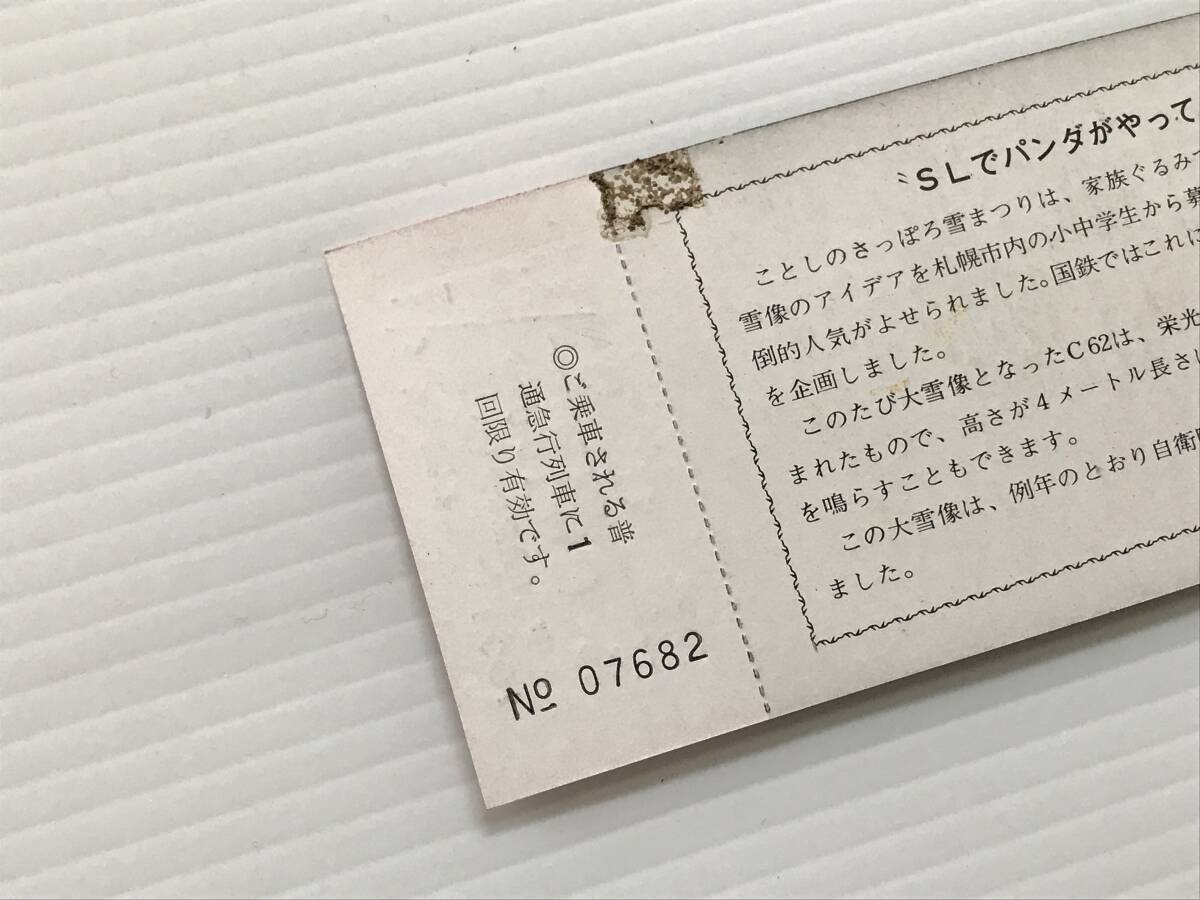 ◎ご乗車される普
通急行列車に1
回限り有効です。
No 07682
〝SLでパンダがやって
ことしのさっぽろ雪まつりは、家族ぐるみ
雪像のアイデアを札幌市内の小中学生から募
倒的人気がよせられました。国鉄ではこれに
を企画しました。
このたび大雪像となったC62は、栄光
まれたもので、高さが4メートル長さ
を鳴らすこともできます。
この大雪像は、例年のとおり自衛
ました。